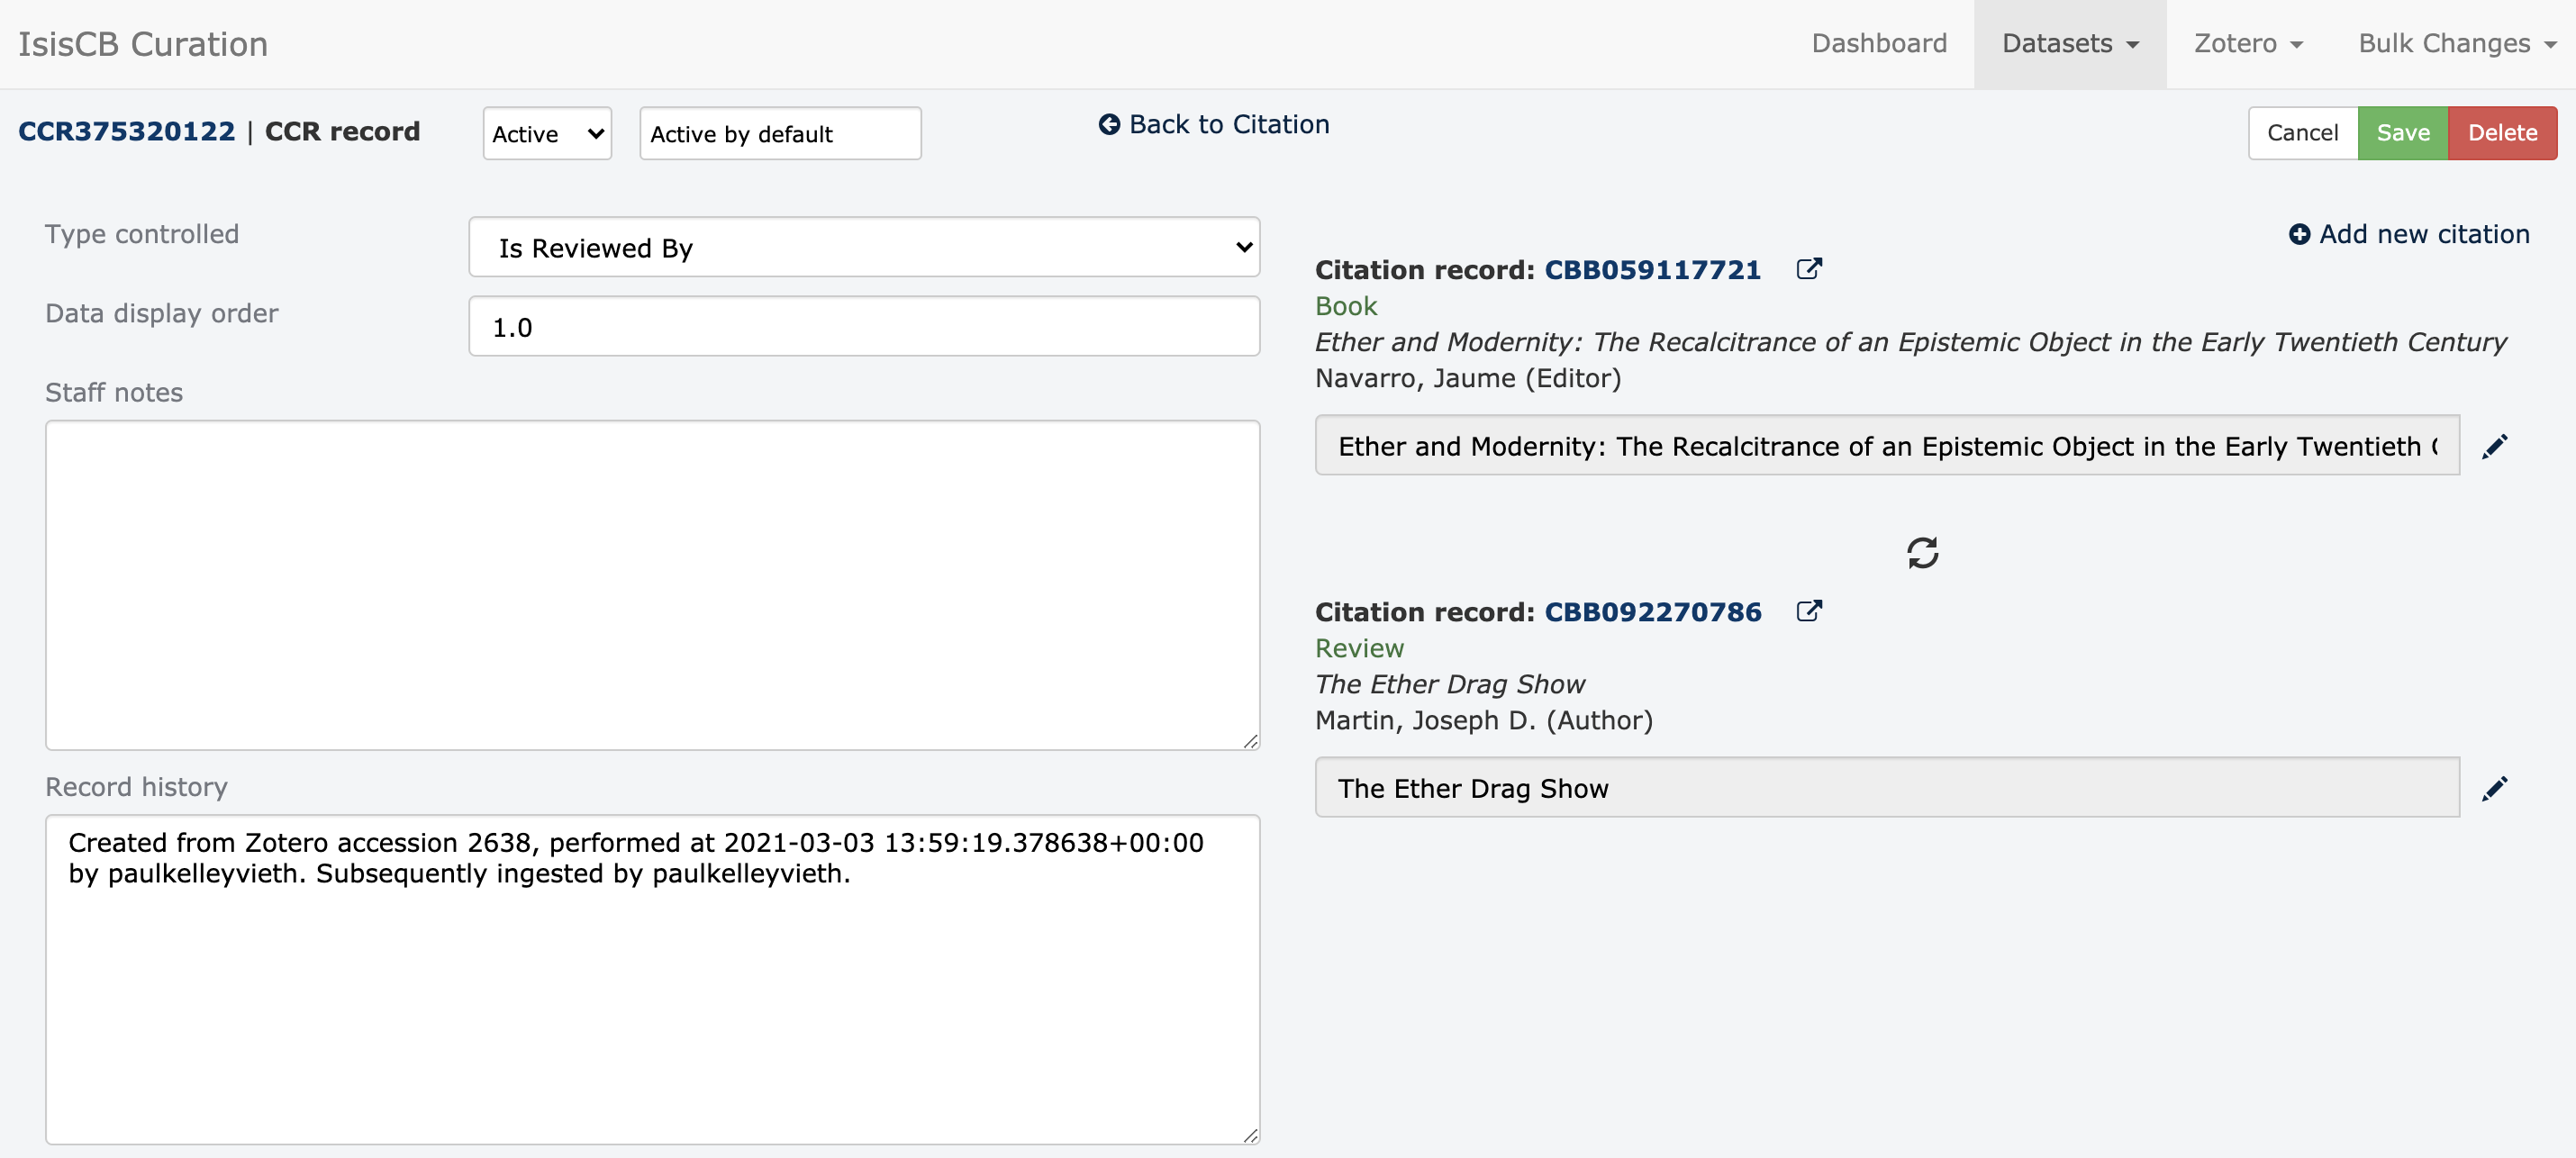 IsisCB Curation
Dashboard
Datasets
Zotero
Bulk Changes
CCR375320122 | CCR record
Active
Active by default
Back to Citation
Cancel
Save
Delete
Type controlled
Is Reviewed By
Data display order
1.0
Staff notes
Record history
Created from Zotero accession 2638, performed at 2021-03-03 13:59:19.378638+00:00
by paulkelleyvieth. Subsequently ingested by paulkelleyvieth.
Add new citation
Citation record: CBB059117721
Book
Ether and Modernity: The Recalcitrance of an Epistemic Object in the Early Twentieth Century
Navarro, Jaume (Editor)
Ether and Modernity: The Recalcitrance of an Epistemic Object in the Early Twentieth
Citation record: CBB092270786
Review
The Ether Drag Show
Martin, Joseph D. (Author)
The Ether Drag Show